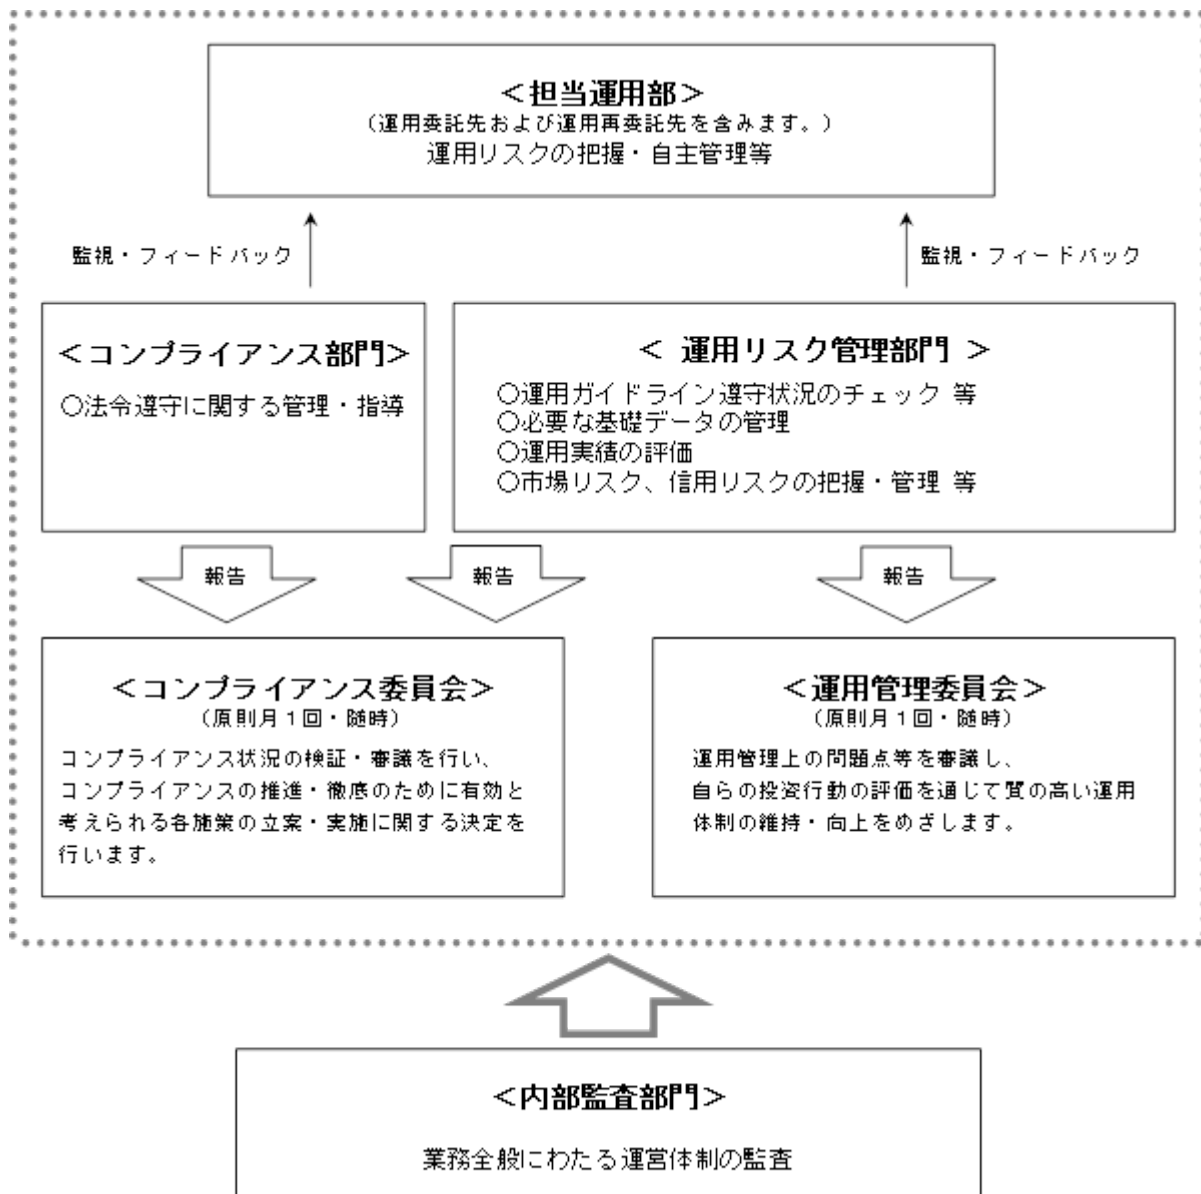 ＜担当運用部＞
（運用委託先および運用再委託先を含みます。）
運用リスクの把握・自主管理等
監視・フィードバック
監視・フィードバック
＜コンプライアンス部門＞
○法令遵守に関する管理・指導
＜ 運用リスク管理部門 ＞
○運用ガイドライン遵守状況のチェック 等
○必要な基礎データの管理
○運用実績の評価
○市場リスク、信用リスクの把握・管理 等
報告
報告
報告
＜コンプライアンス委員会＞
（原則月１回・随時）
コンプライアンス状況の検証・審議を行い、
コンプライアンスの推進・徹底のために有効と
考えられる各施策の立案・実施に関する決定を
行います。
＜運用管理委員会＞
（原則月１回・随時）
運用管理上の問題点等を審議し、
自らの投資行動の評価を通じて質の高い運用
体制の維持・向上をめざします。
＜内部監査部門＞
業務全般にわたる運営体制の監査